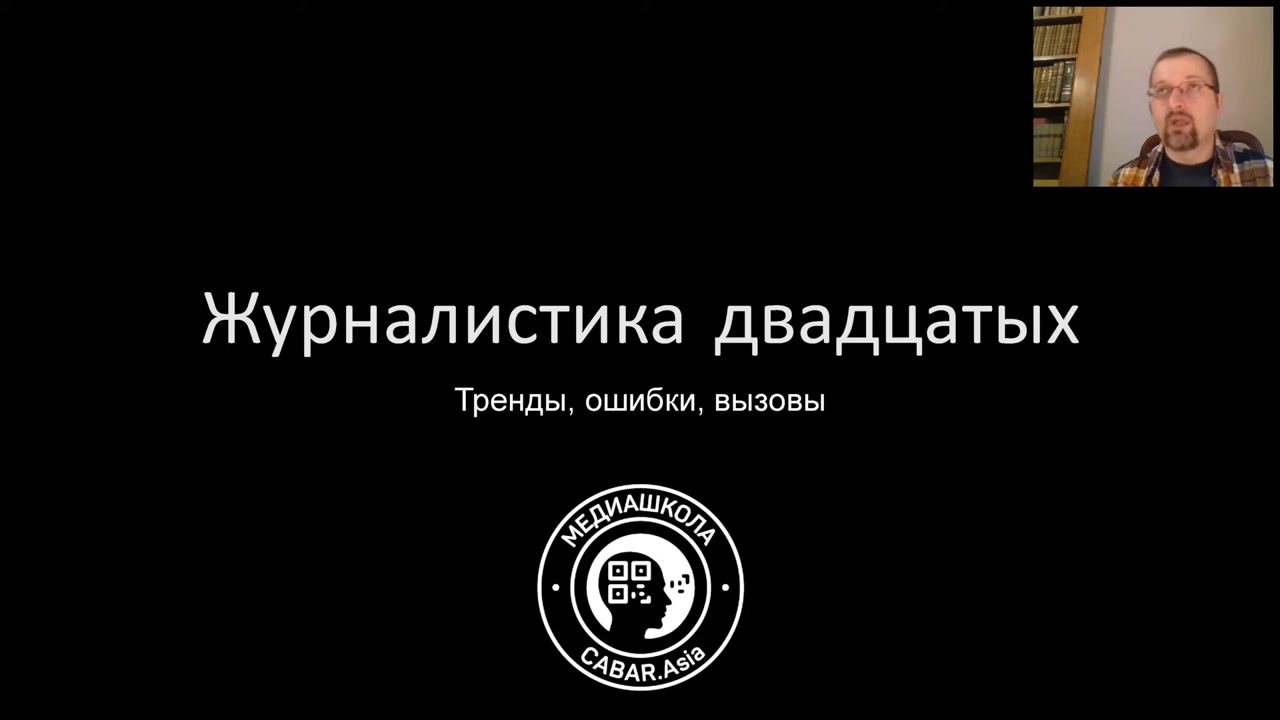 Журналистика двадцатых
Тренды, ошибки, вызовы
МЕДИАШКОЛА
CABAR.Asia